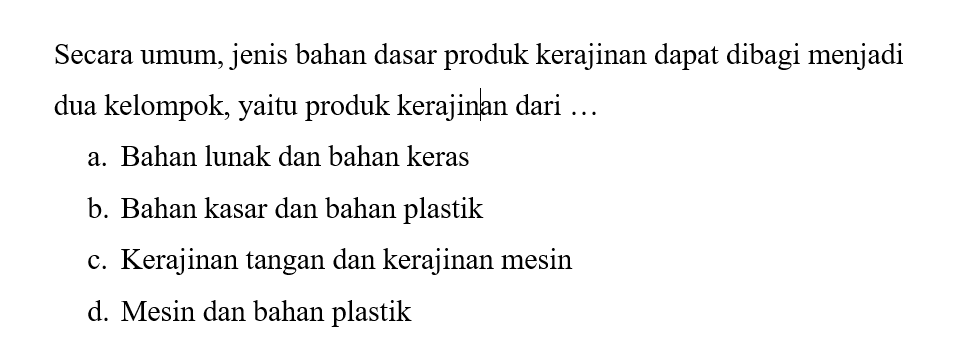 Secara umum, jenis bahan dasar produk kerajinan dapat dibagi menjadi
dua kelompok, yaitu produk kerajinan dari …
a. Bahan lunak dan bahan keras
b. Bahan kasar dan bahan plastik
c. Kerajinan tangan dan kerajinan mesin
d. Mesin dan bahan plastik